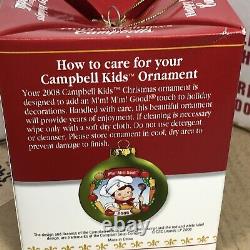 How to care for your
Campbell Kids™ Ornament
Your 2008 Campbell Kids™ Christmas ornament is
designed to add an M'm! M'm! Good!® touch to holiday
decorations. Handled with care, this beautiful ornament
will provide years of enjoyment. If cleaning is necessary
wipe only with a soft dry cloth. Do not use detergent
or cleanser. Please store ornament in cool, dry area to
prevent damage to finish.
M'm! M'm! Good!
2008
Made in China